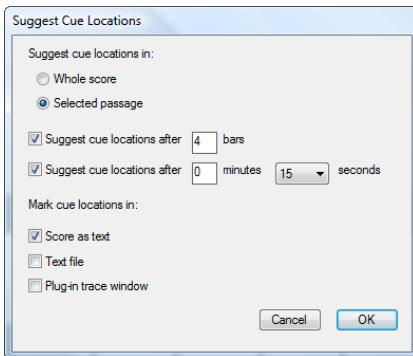 Suggest Cue Locations
Suggest cue locations in:
Whole score
Selected passage
Suggest cue locations after 4 bars
Suggest cue locations after 0 minutes 15 seconds
Mark cue locations in:
Score as text
Text file
Plug-in trace window
Cancel OK